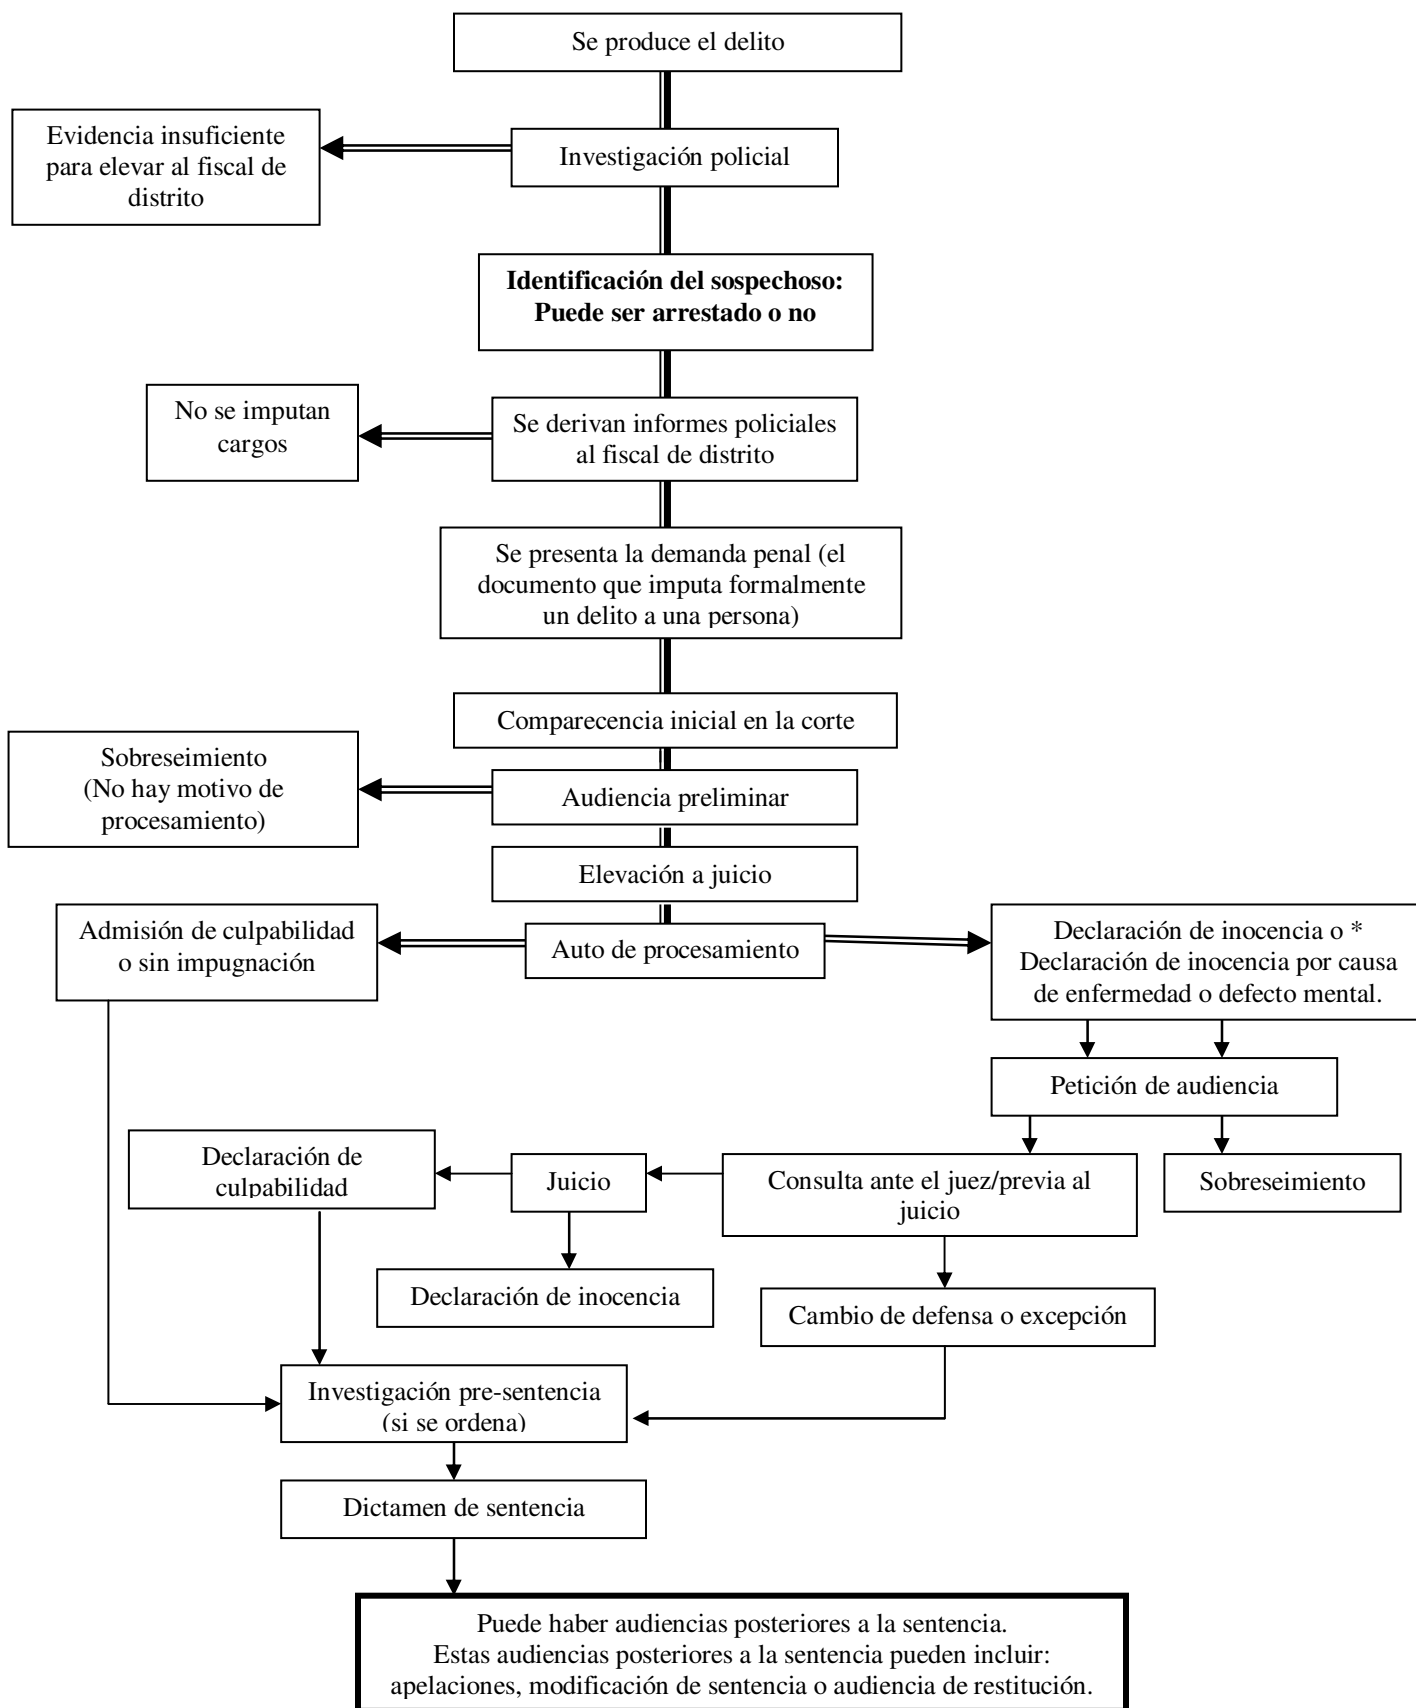 Se produce el delito
Evidencia insuficiente
para elevar al fiscal de
distrito
Investigación policial
Identificación del sospechoso:
Puede ser arrestado o no
No se imputan
cargos
Se derivan informes policiales
al fiscal de distrito
Se presenta la demanda penal (el
documento que imputa formalmente
un delito a una persona)
Comparecencia inicial en la corte
Sobreseimiento
(No hay motivo de
procesamiento)
Audiencia preliminar
Elevación a juicio
Admisión de culpabilidad
o sin impugnación
Auto de procesamiento
Declaración de inocencia o *
Declaración de inocencia por causa
de enfermedad o defecto mental.
Petición de audiencia
Declaración de
culpabilidad
Juicio
Consulta ante el juez/previa al
juicio
Sobreseimiento
Declaración de inocencia
Cambio de defensa o excepción
Investigación pre-sentencia
(si se ordena)
Dictamen de sentencia
Puede haber audiencias posteriores a la sentencia.
Estas audiencias posteriores a la sentencia pueden incluir:
apelaciones, modificación de sentencia o audiencia de restitución.